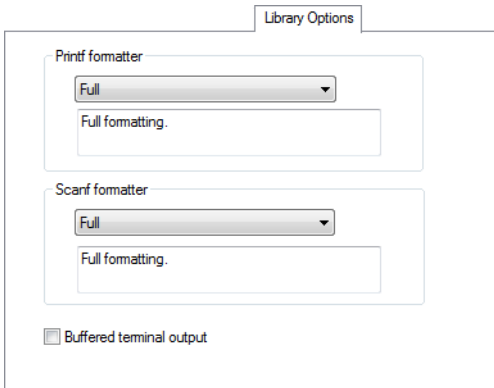 Library Options
Printf formatter
Full
Full formatting.
Scanf formatter
Full
Full formatting.
Buffered terminal output